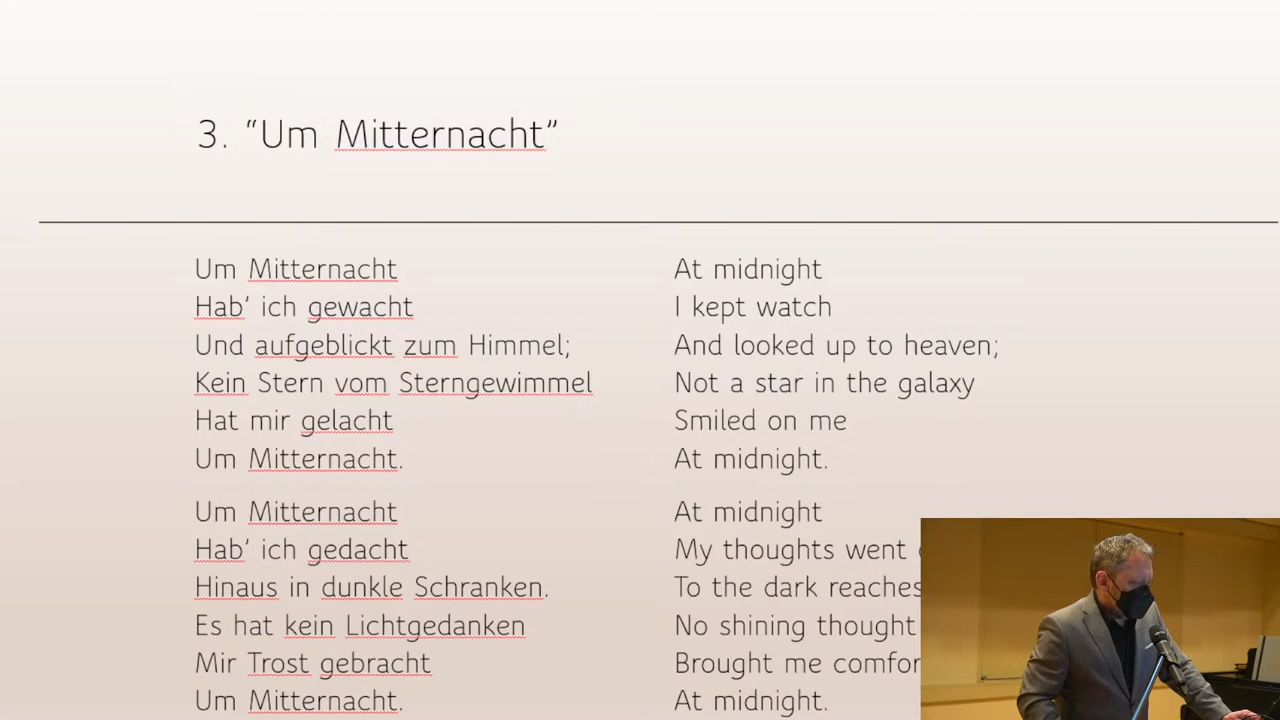 3. “Um Mitternacht”
Um Mitternacht
Hab’ ich gewacht
Und aufgeblickt zum Himmel;
Kein Stern vom Sterngewimmel
Hat mir gelacht
Um Mitternacht.
Um Mitternacht
Hab’ ich gedacht
Hinaus in dunkle Schranken.
Es hat kein Lichtgedanken
Mir Trost gebracht
Um Mitternacht.
At midnight
I kept watch
And looked up to heaven;
Not a star in the galaxy
Smiled on me
At midnight.
At midnight
My thoughts went
To the dark reaches
No shining thought
Brought me comfor
At midnight.